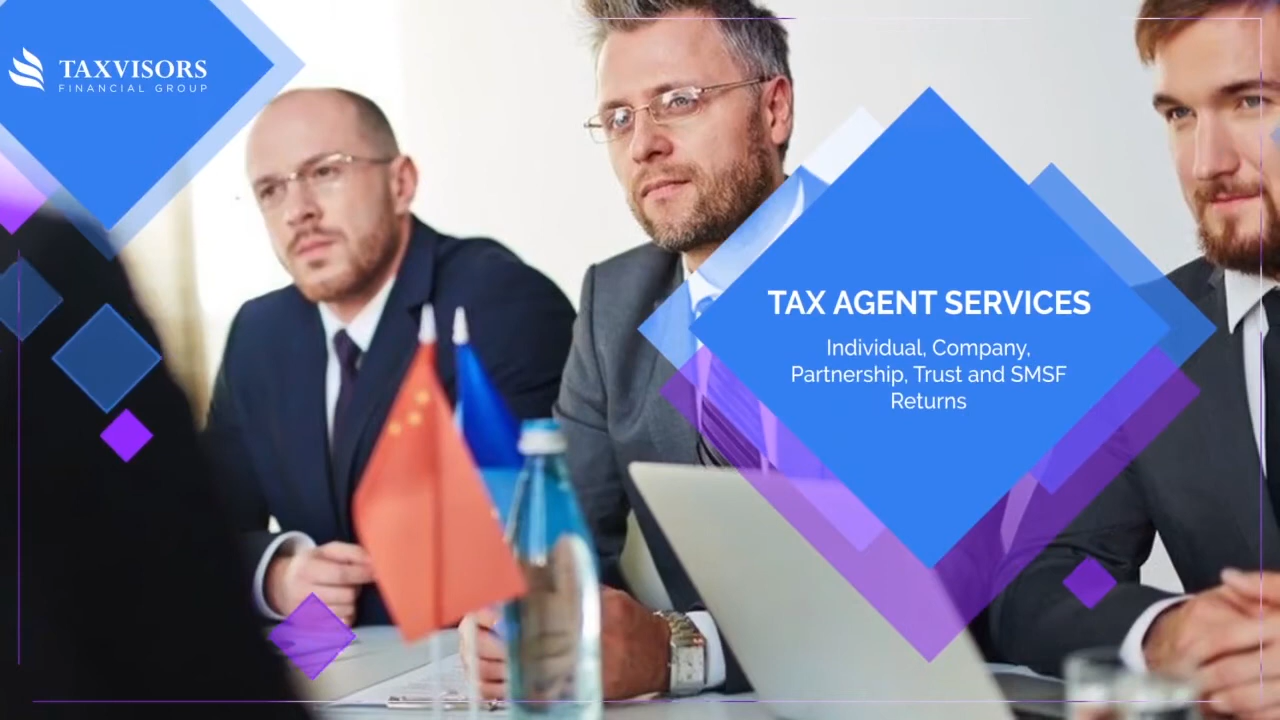 TAXVISORS
FINANCIAL GROUP
TAX AGENT SERVICES
Individual, Company,
Partnership, Trust and SMSF
Returns